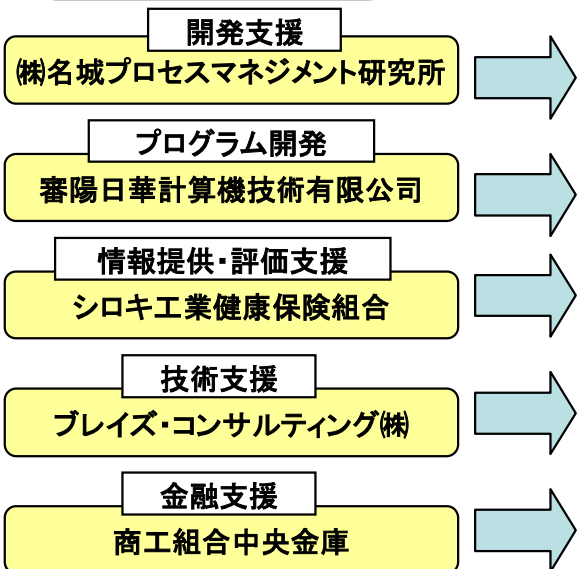 開発支援
㈱名城プロセスマネジメント研究所
プログラム開発
審陽日華計算機技術有限公司
情報提供・評価支援
シロキ工業健康保険組合
技術支援
ブレイズ・コンサルティング㈱
金融支援
商工組合中央金庫